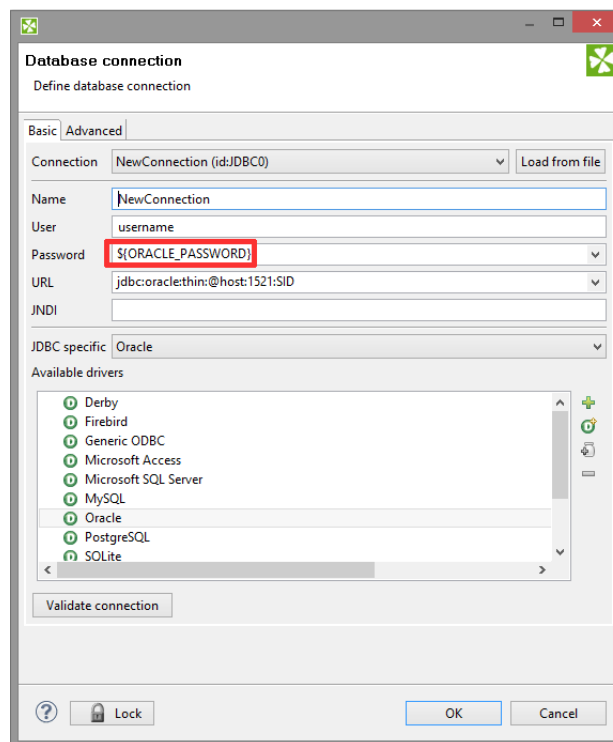 Database connection
Define database connection
Basic Advanced
Connection NewConnection (id:JDBC0) Load from file
Name NewConnection
User username
Password ${ORACLE_PASSWORD}
URL jdbc:oracle:thin:@host:1521:SID
JNDI
JDBC specific Oracle
Available drivers
Derby
Firebird
Generic ODBC
Microsoft Access
Microsoft SQL Server
MySQL
Oracle
PostgreSQL
SQLite
Validate connection
Lock OK Cancel